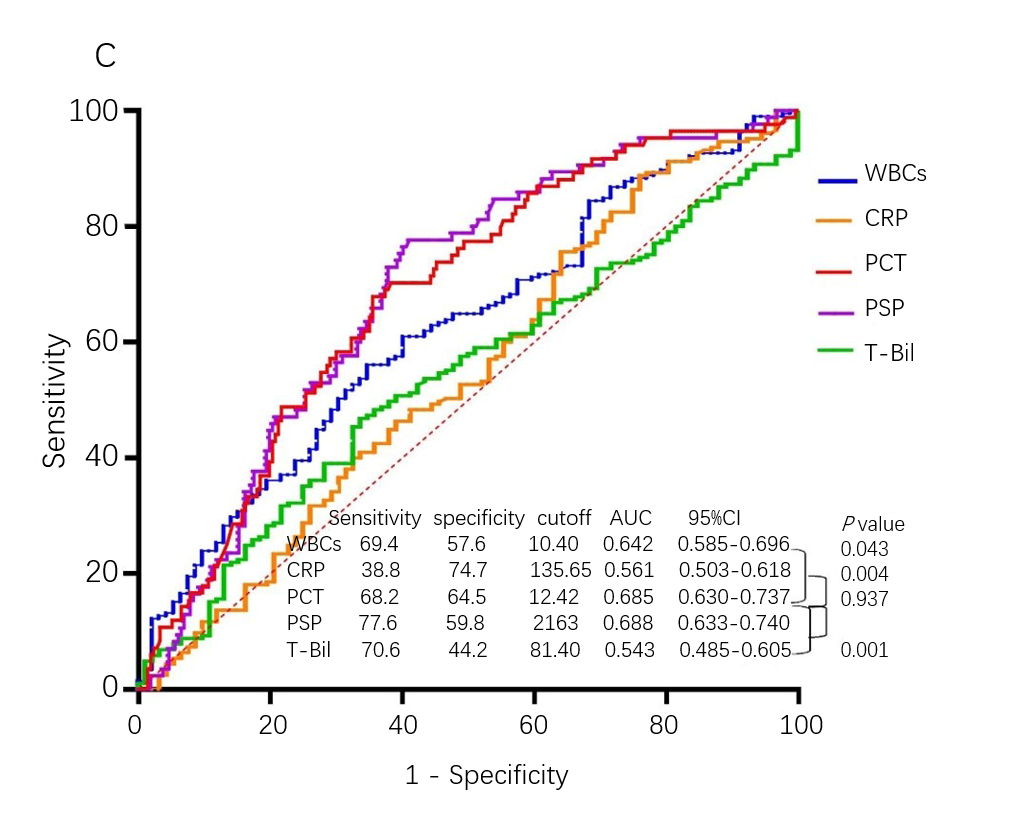 C
100
80
60
40
20
0
Sensitivity
0 20 40 60 80 100
1 - Specificity
WBCs
CRP
PCT
PSP
T-Bil
Sensitivity specificity cutoff AUC 95%CI P value
WBCs 69.4 57.6 10.40 0.642 0.585-0.696 0.043
CRP 38.8 74.7 135.65 0.561 0.503-0.618 0.004
PCT 68.2 64.5 12.42 0.685 0.630-0.737 0.937
PSP 77.6 59.8 2163 0.688 0.633-0.740
T-Bil 70.6 44.2 81.40 0.543 0.485-0.605 0.001